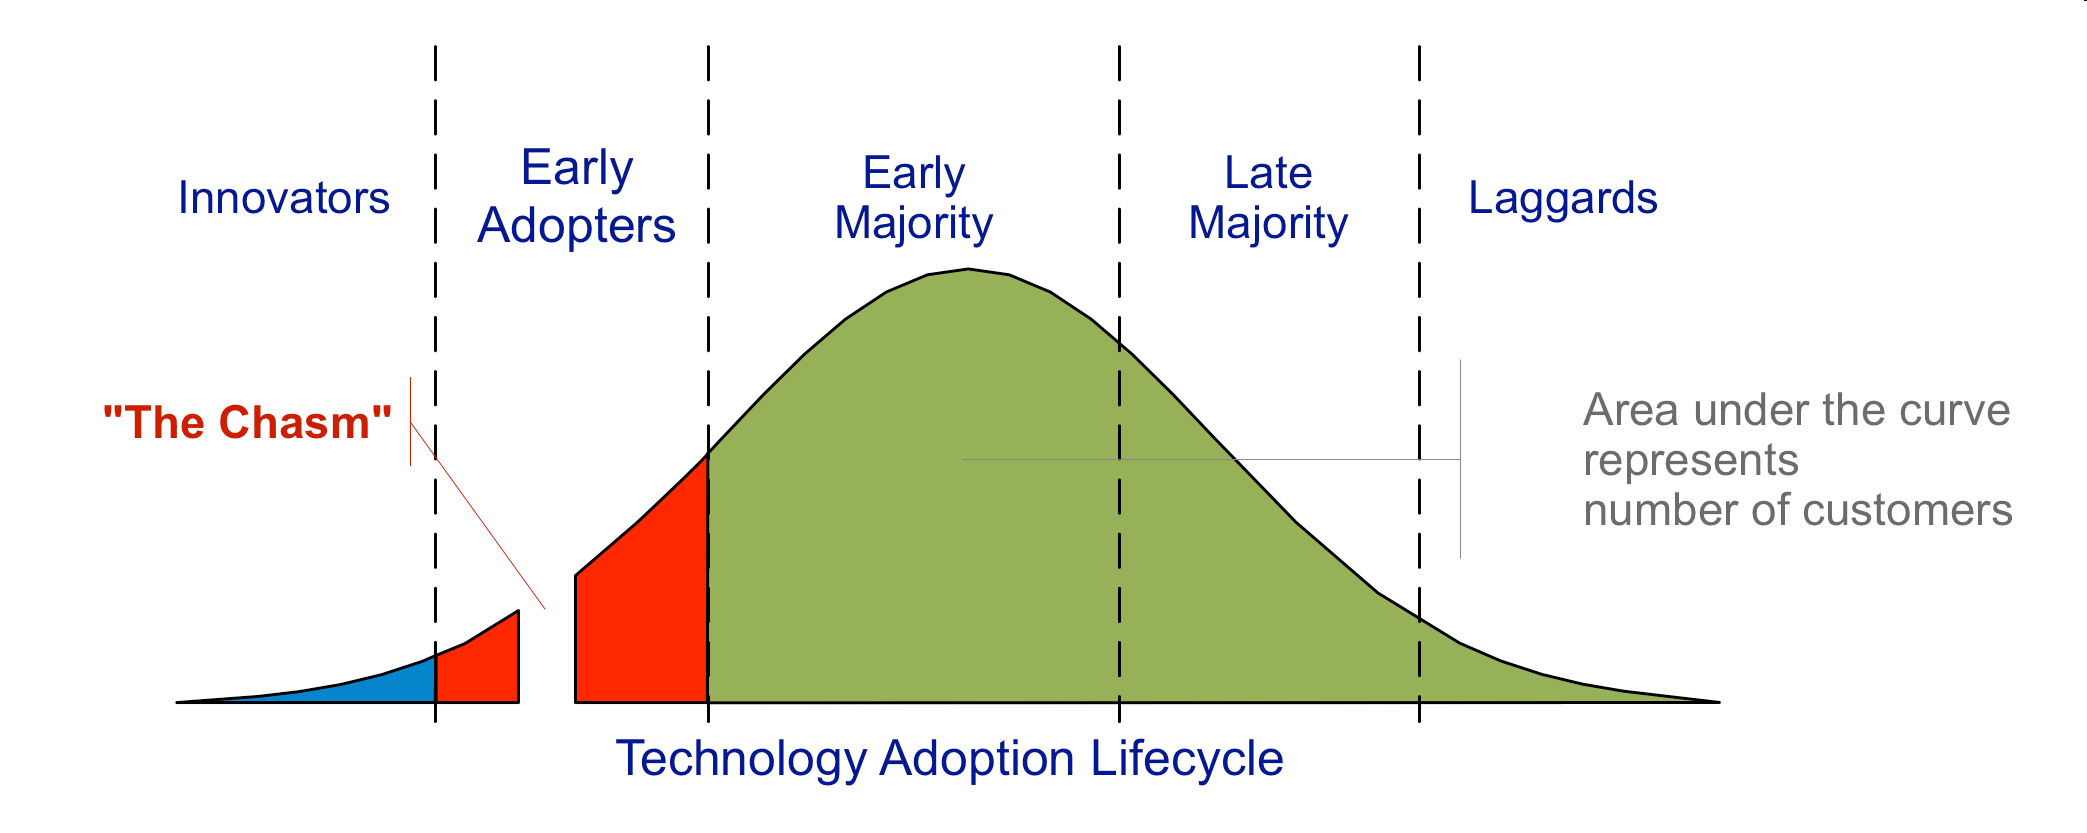 Innovators
Early
Adopters
Early
Majority
Late
Majority
Laggards
"The Chasm"
Area under the curve
represents
number of customers
Technology Adoption Lifecycle